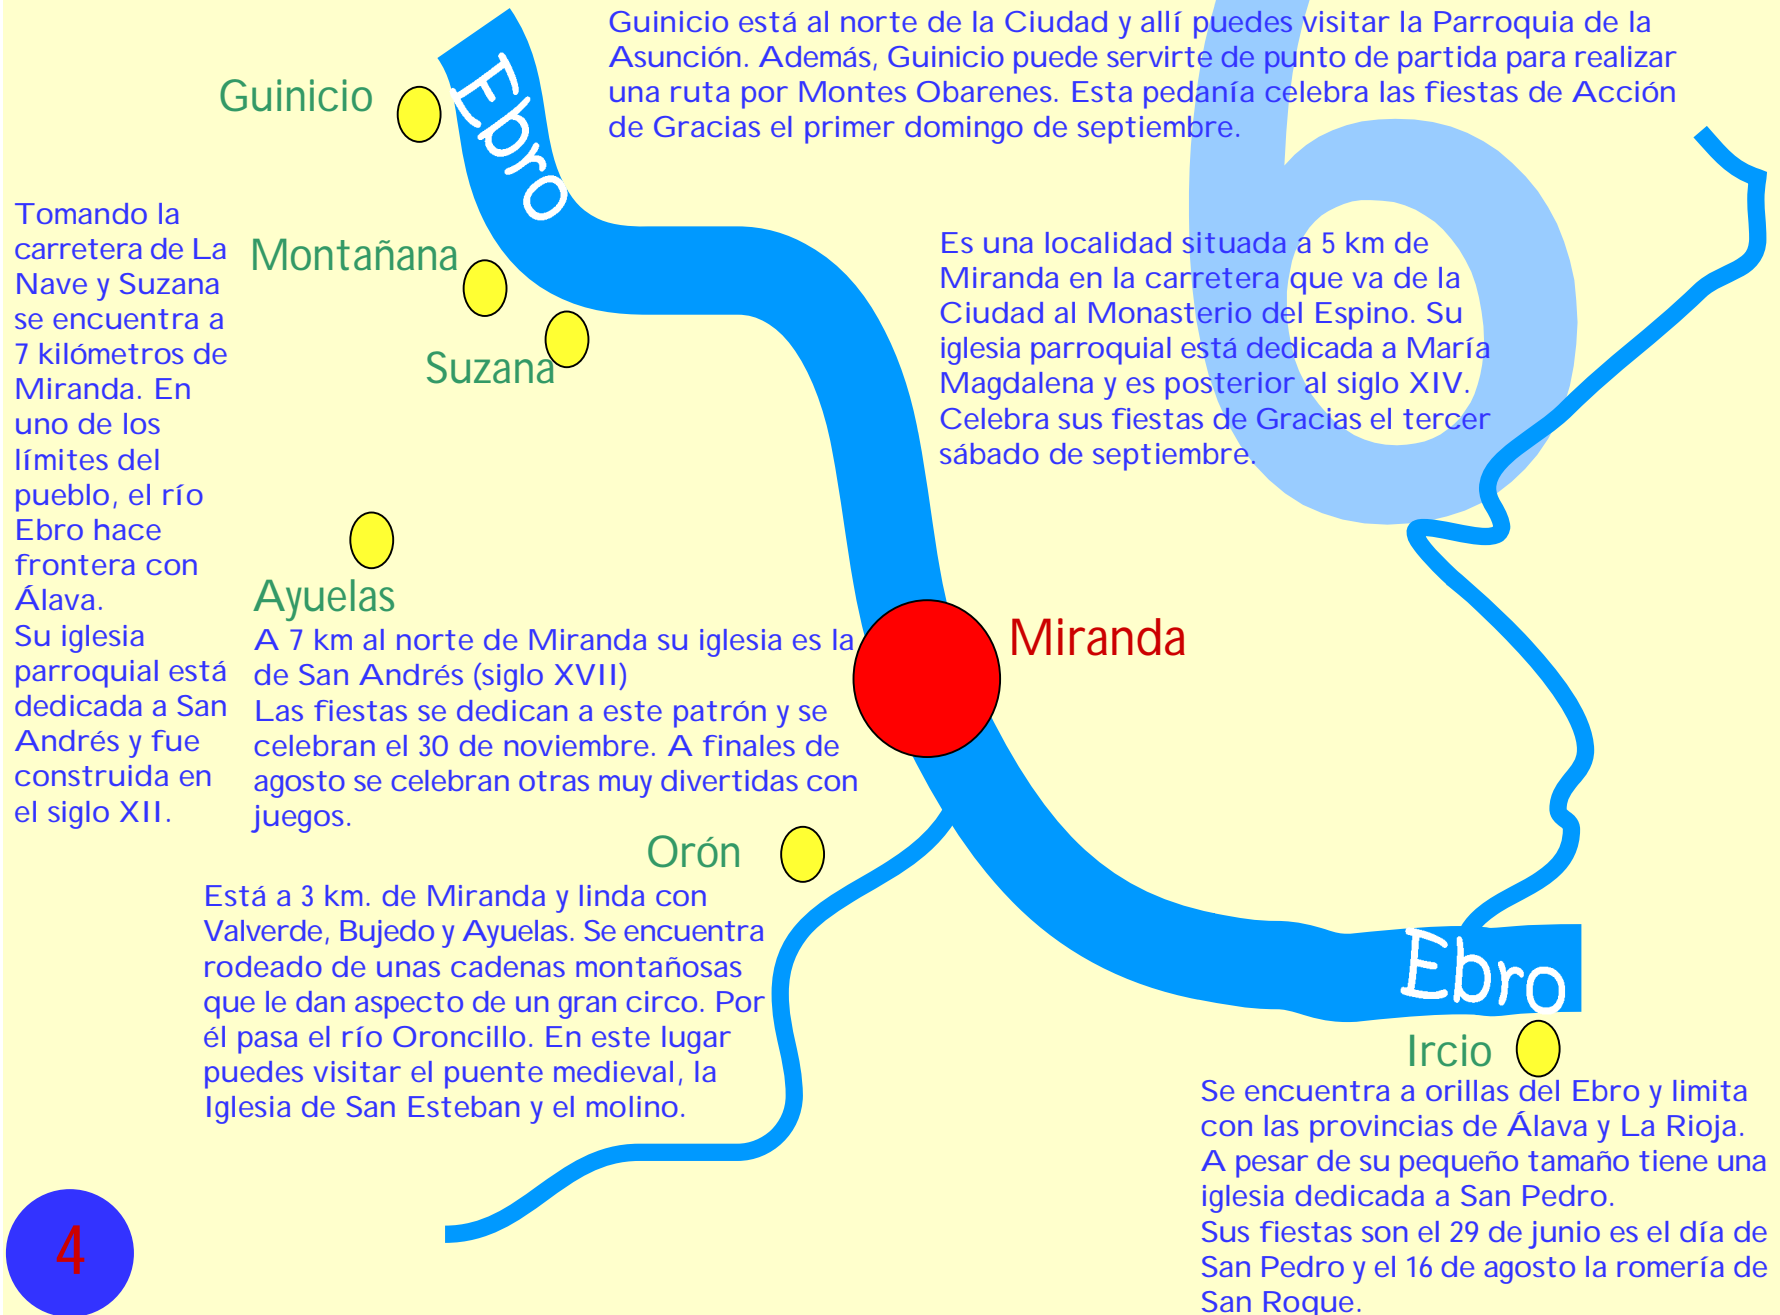 Guinicio está al norte de la Ciudad y allí puedes visitar la Parroquia de la
Asunción. Además, Guinicio puede servirte de punto de partida para realizar
una ruta por Montes Obarenes. Esta pedanía celebra las fiestas de Acción
de Gracias el primer domingo de septiembre.
6
Guinicio
Ebro
Tomando la
carretera de La
Nave y Suzana
se encuentra a
7 kilómetros de
Miranda. En
uno de los
límites del
pueblo, el río
Ebro hace
frontera con
Álava.
Su iglesia
parroquial está
dedicada a San
Andrés y fue
construida en
el siglo XII.
Montañana
Suzana
Es una localidad situada a 5 km de
Miranda en la carretera que va de la
Ciudad al Monasterio del Espino. Su
iglesia parroquial está dedicada a María
Magdalena y es posterior al siglo XIV.
Celebra sus fiestas de Gracias el tercer
sábado de septiembre.
Ayuelas
A 7 km al norte de Miranda su iglesia es la
de San Andrés (siglo XVII)
Las fiestas se dedican a este patrón y se
celebran el 30 de noviembre. A finales de
agosto se celebran otras muy divertidas con
juegos.
Miranda
Orón
Está a 3 km. de Miranda y linda con
Valverde, Bujedo y Ayuelas. Se encuentra
rodeado de unas cadenas montañosas
que le dan aspecto de un gran circo. Por
él pasa el río Oroncillo. En este lugar
puedes visitar el puente medieval, la
Iglesia de San Esteban y el molino.
Ebro
Ircio
Se encuentra a orillas del Ebro y limita
con las provincias de Álava y La Rioja.
A pesar de su pequeño tamaño tiene una
iglesia dedicada a San Pedro.
Sus fiestas son el 29 de junio es el día de
San Pedro y el 16 de agosto la romería de
San Roque.
4